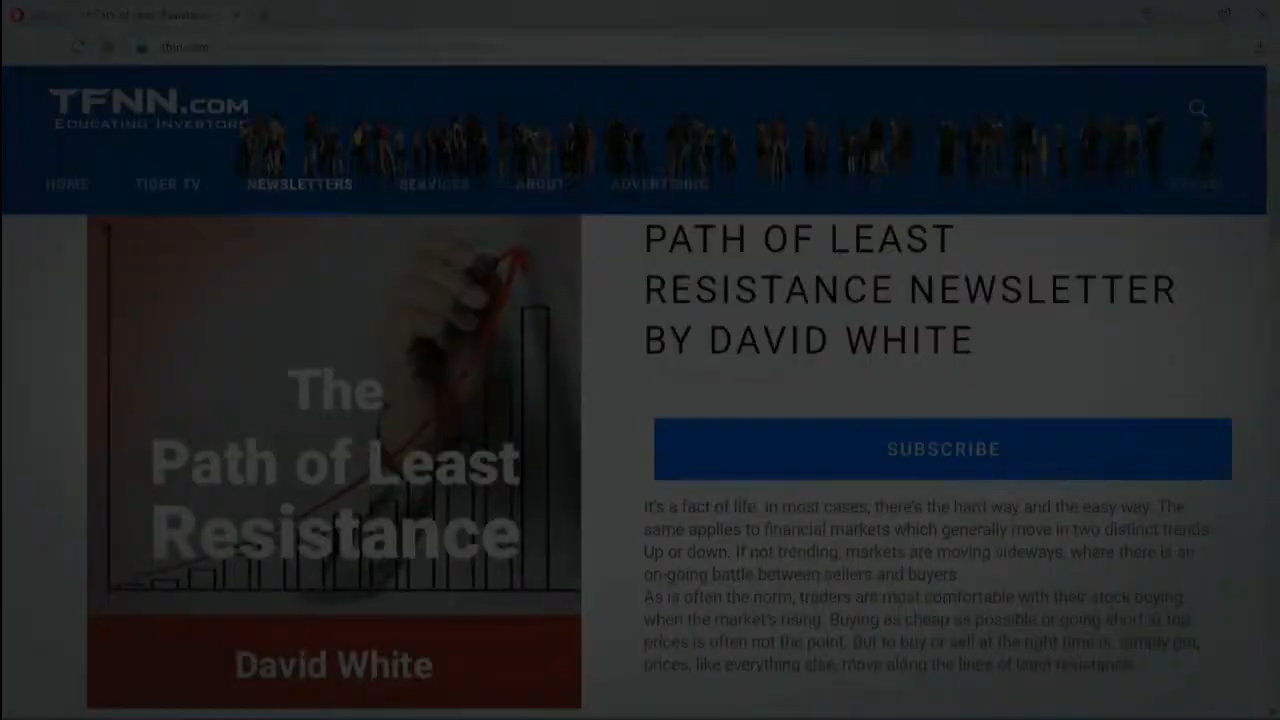 TFNN.COM
EDUCATING INVESTORS
HOME TIGER TV NEWSLETTERS SERVICES ABOUT ADVERTISING
PATH OF LEAST
RESISTANCE NEWSLETTER
BY DAVID WHITE
The
Path of Least
Resistance
David White
SUBSCRIBE
It's a fact of life. In most cases, there's the hard way and the easy way. The
same applies to financial markets which generally move in two distinct trends.
Up or down. If not trending, markets are moving sideways, where there is an
on-going battle between sellers and buyers.
As is often the norm, traders are most comfortable with their stock buying
when the market's rising. Buying as cheap as possible or going short at top
prices is often not the point. But to buy or sell at the right time is, simply put,
prices, like everything else, move along the lines of least resistance.